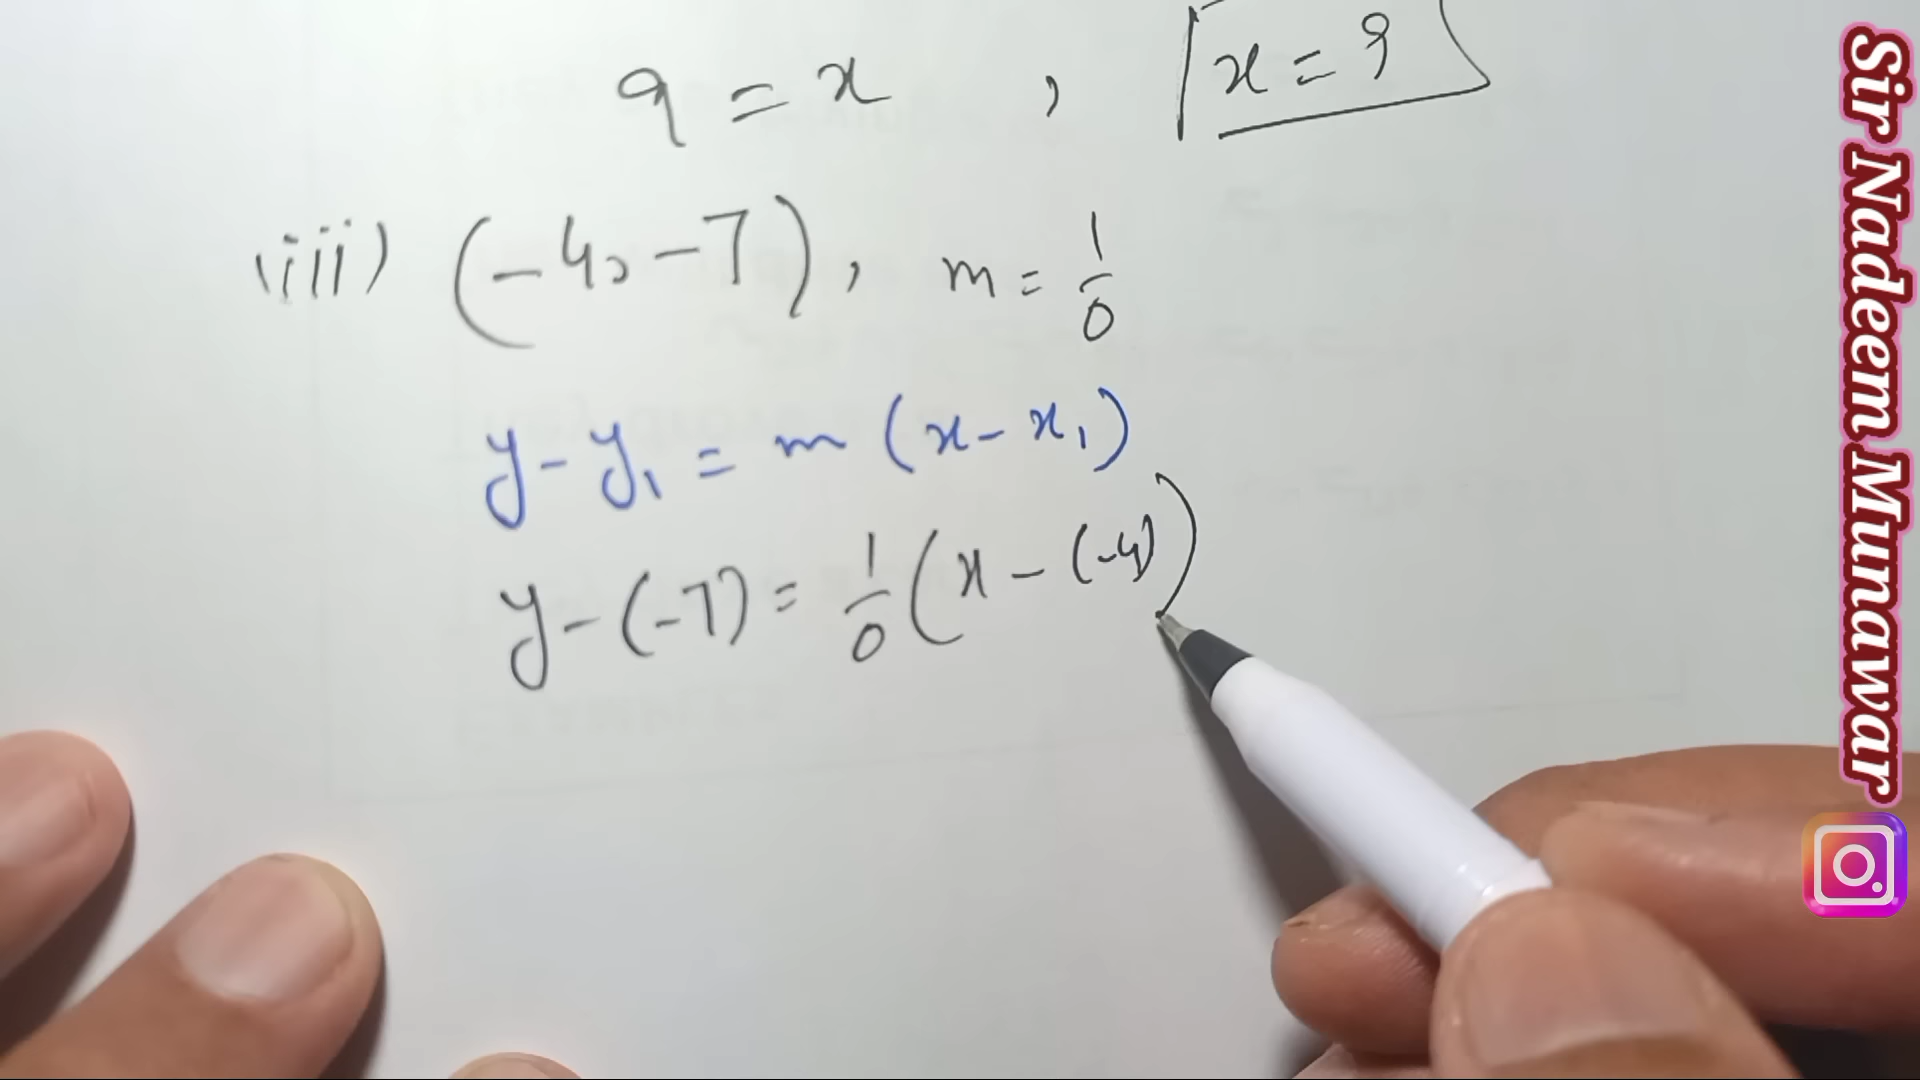 9 = x , x = 9
(iii) (-4, -7), m = 1/0
y - y₁ = m (x - x₁)
y - (-7) = 1/0 (x - (-4))
Sir Nadeem Munawar